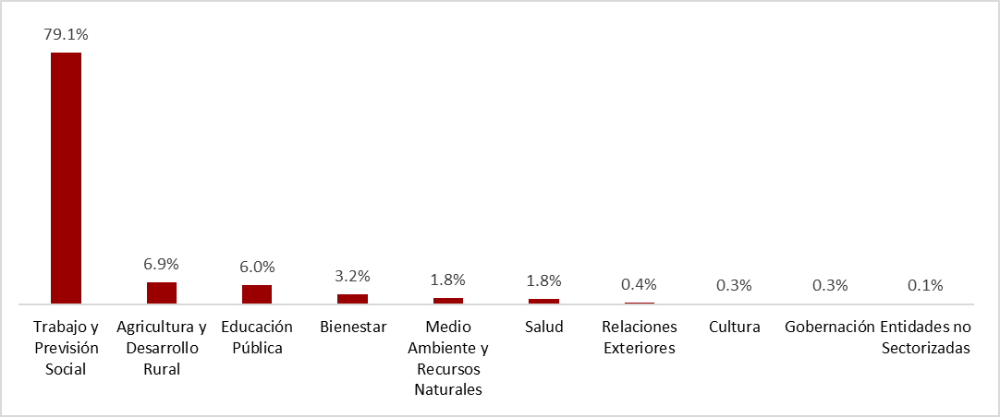 79.1%
6.9%
6.0%
3.2%
1.8%
1.8%
0.4%
0.3%
0.3%
0.1%
Trabajo y
Previsión
Social
Agricultura y
Desarrollo
Rural
Educación
Pública
Bienestar
Medio
Ambiente y
Recursos
Naturales
Salud
Relaciones
Exteriores
Cultura
Gobernación
Entidades no
Sectorizadas